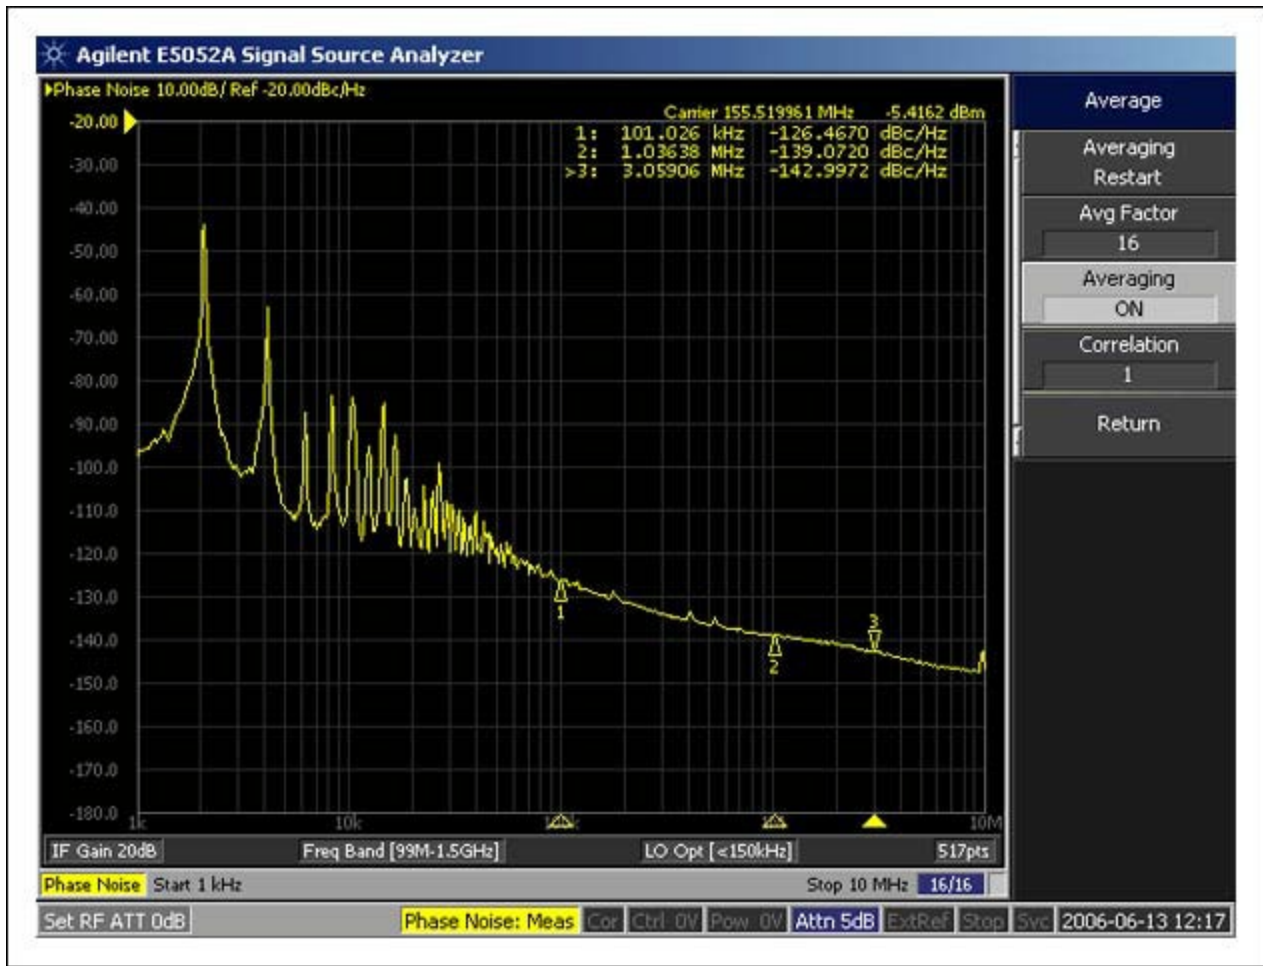 Agilent E5052A Signal Source Analyzer
Phase Noise 10.00dB/ Ref -20.00dBc/Hz
Carrier 155.519961 MHz -5.4162 dBm
1: 101.026 kHz -126.4670 dBc/Hz
2: 1.03638 MHz -139.0720 dBc/Hz
>3: 3.05906 MHz -142.9972 dBc/Hz
-20.00
-30.00
-40.00
-50.00
-60.00
-70.00
-80.00
-90.00
-100.0
-110.0
-120.0
-130.0
-140.0
-150.0
-160.0
-170.0
-180.0
1
2
3
1k 10k 10M
IF Gain 20dB Freq Band [99M-1.5GHz] LO Opt [<150kHz] 517pts
Phase Noise Start 1 kHz Stop 10 MHz 16/16
Set RF ATT 0dB Phase Noise: Meas Cor Ctrl 0V Pow 0V Attn 5dB ExtRef Stop Svc 2006-06-13 12:17
Average
Averaging
Restart
Avg Factor
16
Averaging
ON
Correlation
1
Return